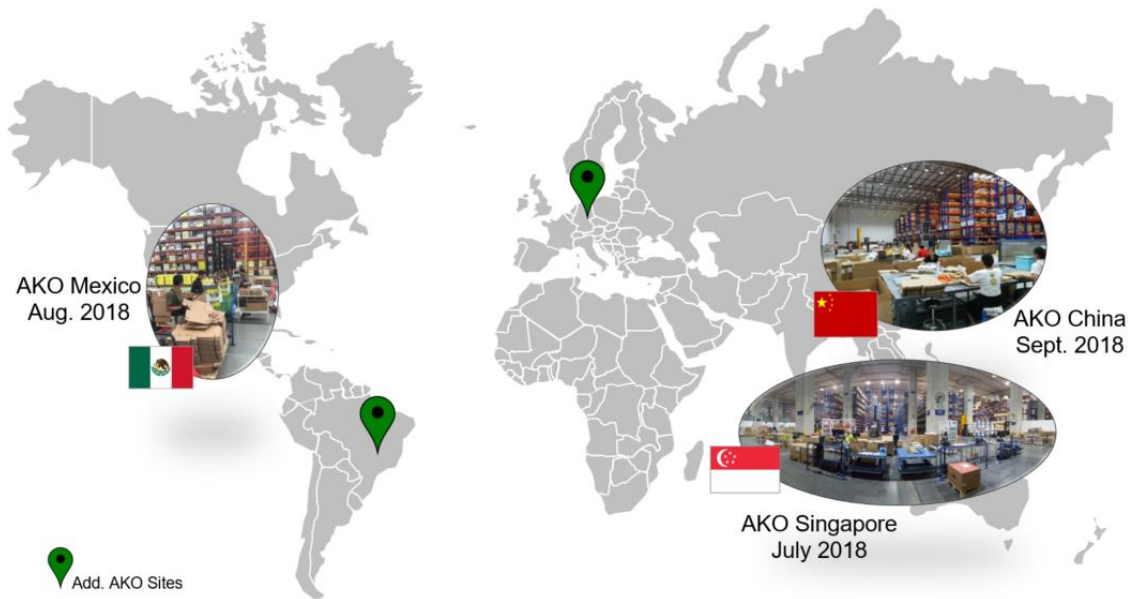 AKO Mexico
Aug. 2018
AKO China
Sept. 2018
AKO Singapore
July 2018
Add. AKO Sites